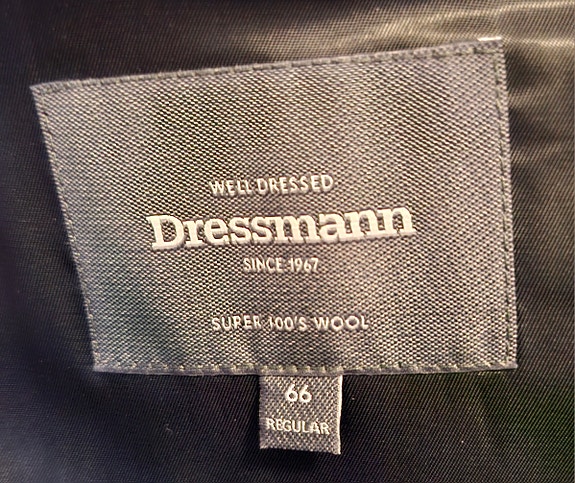 WELL DRESSED
Dressmann
SINCE 1967
SUPER 100'S WOOL
66
REGULAR